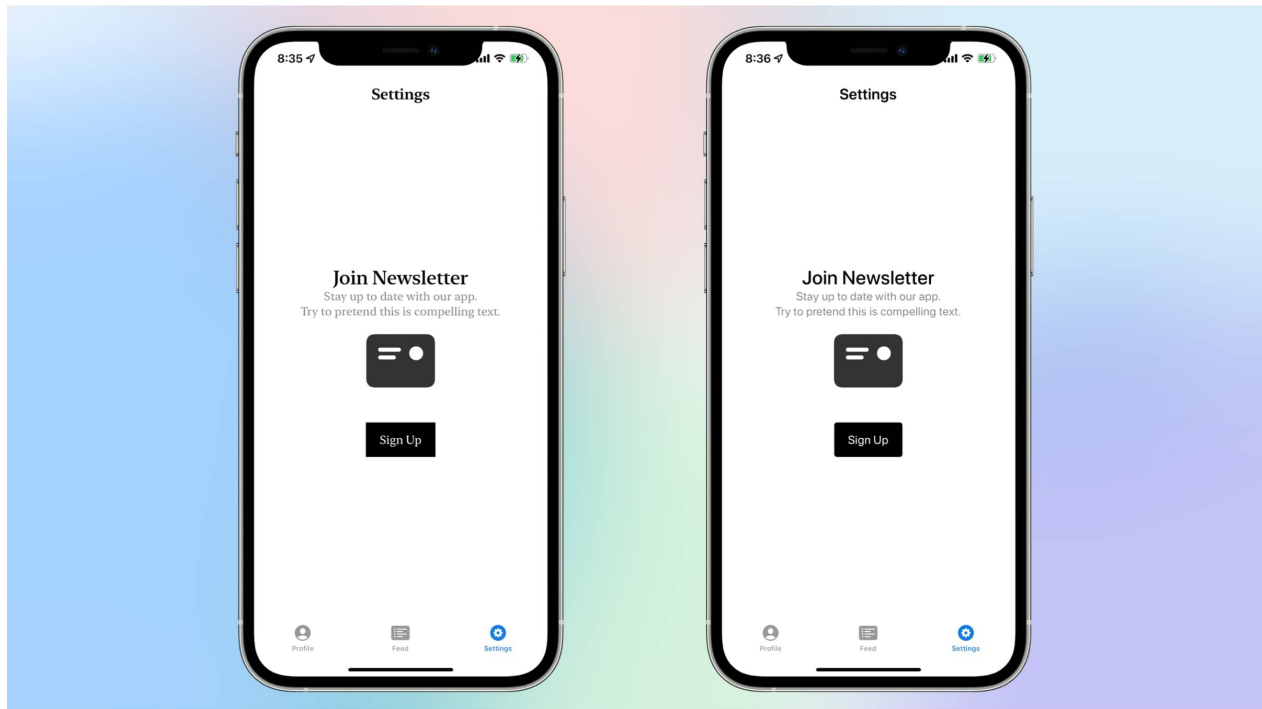 8:35
Settings
Join Newsletter
Stay up to date with our app.
Try to pretend this is compelling text.
Sign Up
Profile
Feed
Settings
8:36
Settings
Join Newsletter
Stay up to date with our app.
Try to pretend this is compelling text.
Sign Up
Profile
Feed
Settings